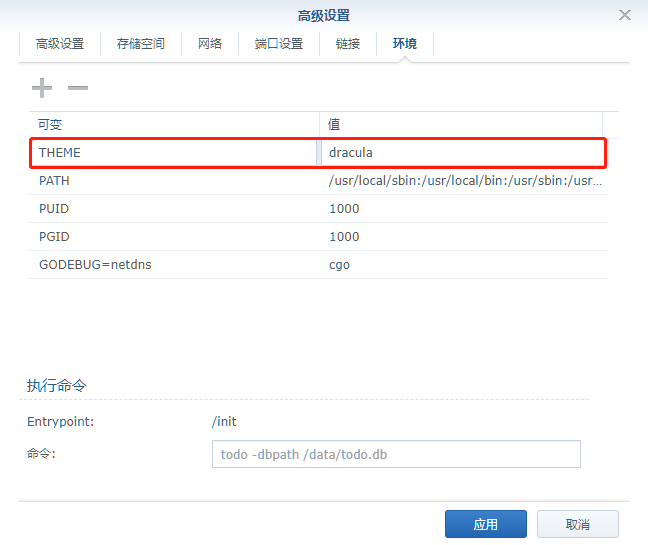 高级设置
高级设置 存储空间 网络 端口设置 链接 环境
可变 值
THEME dracula
PATH /usr/local/sbin:/usr/local/bin:/usr/sbin:/usr...
PUID 1000
PGID 1000
GODEBUG=netdns cgo
执行命令
Entrypoint: /init
命令: todo -dbpath /data/todo.db
应用 取消